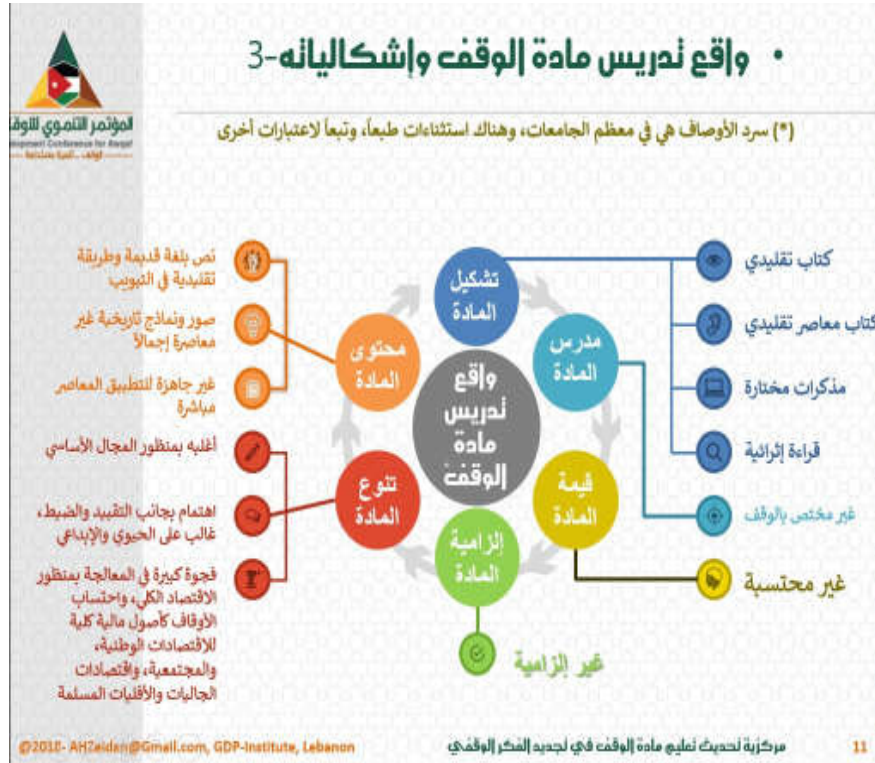 • واقع تدريس مادة الوقف وإشكالياته-3
المؤتمر التنموي للأوقاف
Development Conference for Awqaf
(*) سرد الأوصاف هي في معظم الجامعات، وهناك استثناءات طبعاً، وتبعاً لاعتبارات أخرى
تشكيل
المادة
مدرس
المادة
قيمة
المادة
إلزامية
المادة
تنوع
المادة
محتوى
المادة
واقع
تدريس
مادة
الوقف
كتاب تقليدي
كتاب معاصر تقليدي
مذكرات مختارة
قراءة إثرائية
غير مختص بالوقف
غير محتسبة
غير إلزامية
نص بلغة قديمة وطريقة
تقليدية في التبويب
صور ونماذج تاريخية غير
معاصرة إجمالاً
غير جاهزة للتطبيق المعاصر
مباشرة
أغلبه بمنظور المجال الأساسي
اهتمام بجانب التقييد والضبط،
غالب على الحيوي والإبداعي
فجوة كبيرة في المعالجة بمنظور
الاقتصاد الكلي، واحتساب
الأوقاف كأصول مالية كلية
للاقتصادات الوطنية،
والمجتمعية، واقتصادات
الجاليات والأقليات المسلمة
@2018- AHZeidan@Gmail.com, GDP-Institute, Lebanon
مركزية تحديث تعليم مادة الوقف في تجديد الفكر الوقفي
11